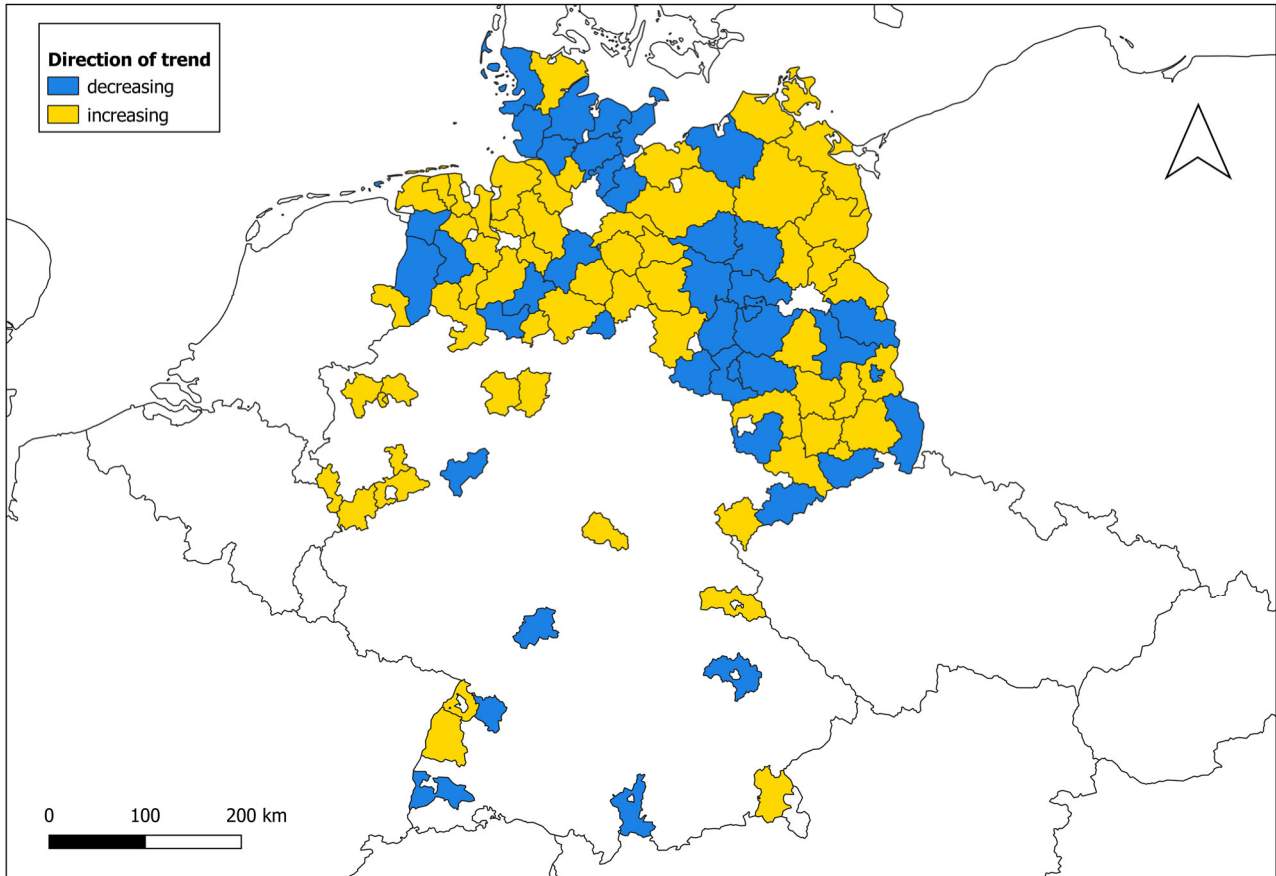 Direction of trend
decreasing
increasing
0 100 200 km